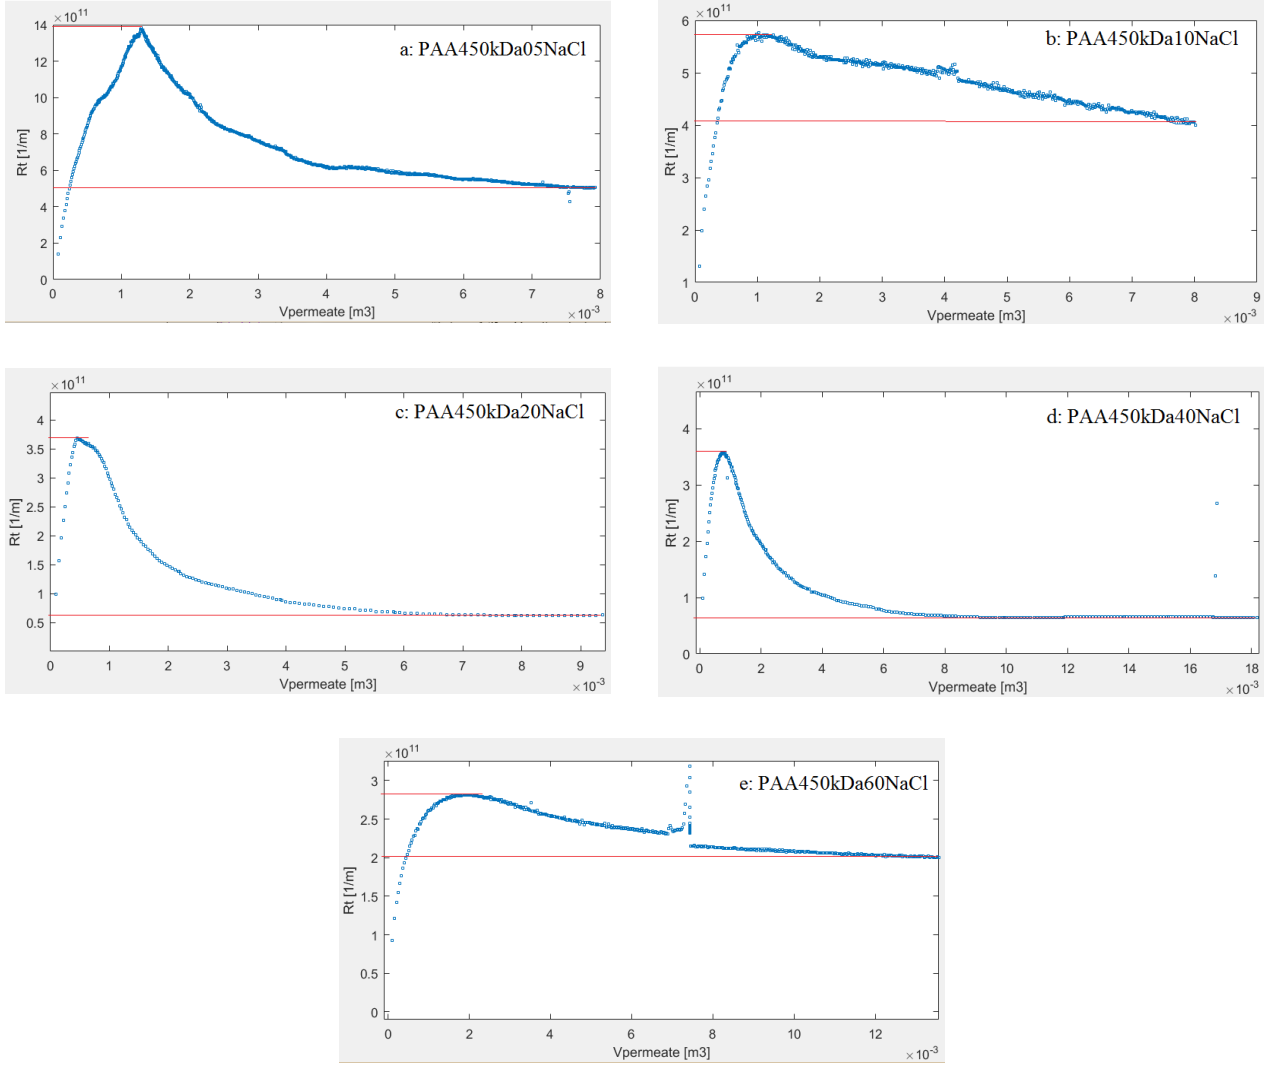 ×10^11
14
a: PAA450kDa05NaCl
12
10
8
6
4
2
0
Rt [1/m]
0 1 2 3 4 5 6 7 8
Vpermeate [m3]
×10^-3
×10^11
6
b: PAA450kDa10NaCl
5
4
3
2
1
Rt [1/m]
0 1 2 3 4 5 6 7 8 9
Vpermeate [m3]
×10^-3
×10^11
c: PAA450kDa20NaCl
4
3.5
3
2.5
2
1.5
1
0.5
Rt [1/m]
0 1 2 3 4 5 6 7 8 9
Vpermeate [m3]
×10^-3
×10^11
d: PAA450kDa40NaCl
4
3
2
1
0
Rt [1/m]
0 2 4 6 8 10 12 14 16 18
Vpermeate [m3]
×10^-3
×10^11
e: PAA450kDa60NaCl
3
2.5
2
1.5
1
0.5
0
Rt [1/m]
0 2 4 6 8 10 12
Vpermeate [m3]
×10^-3